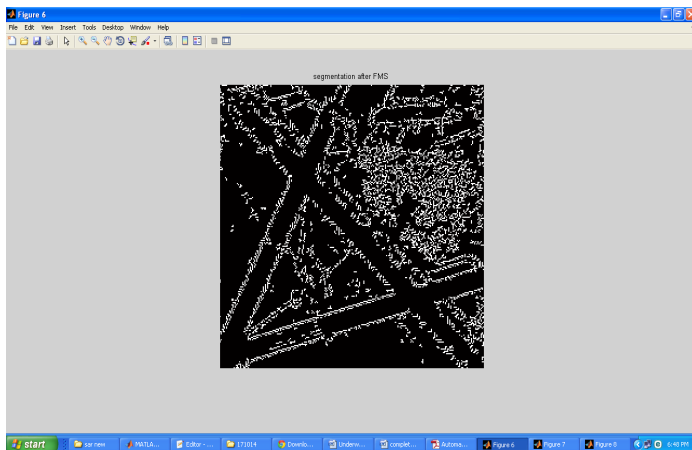 Figure 6
File Edit View Insert Tools Desktop Window Help
segmentation after FMS
start sar new MATLA... Editor - ... 171014 Downlo... Underw... complet... Automa... Figure 6 Figure 7 Figure 8 6:48 PM